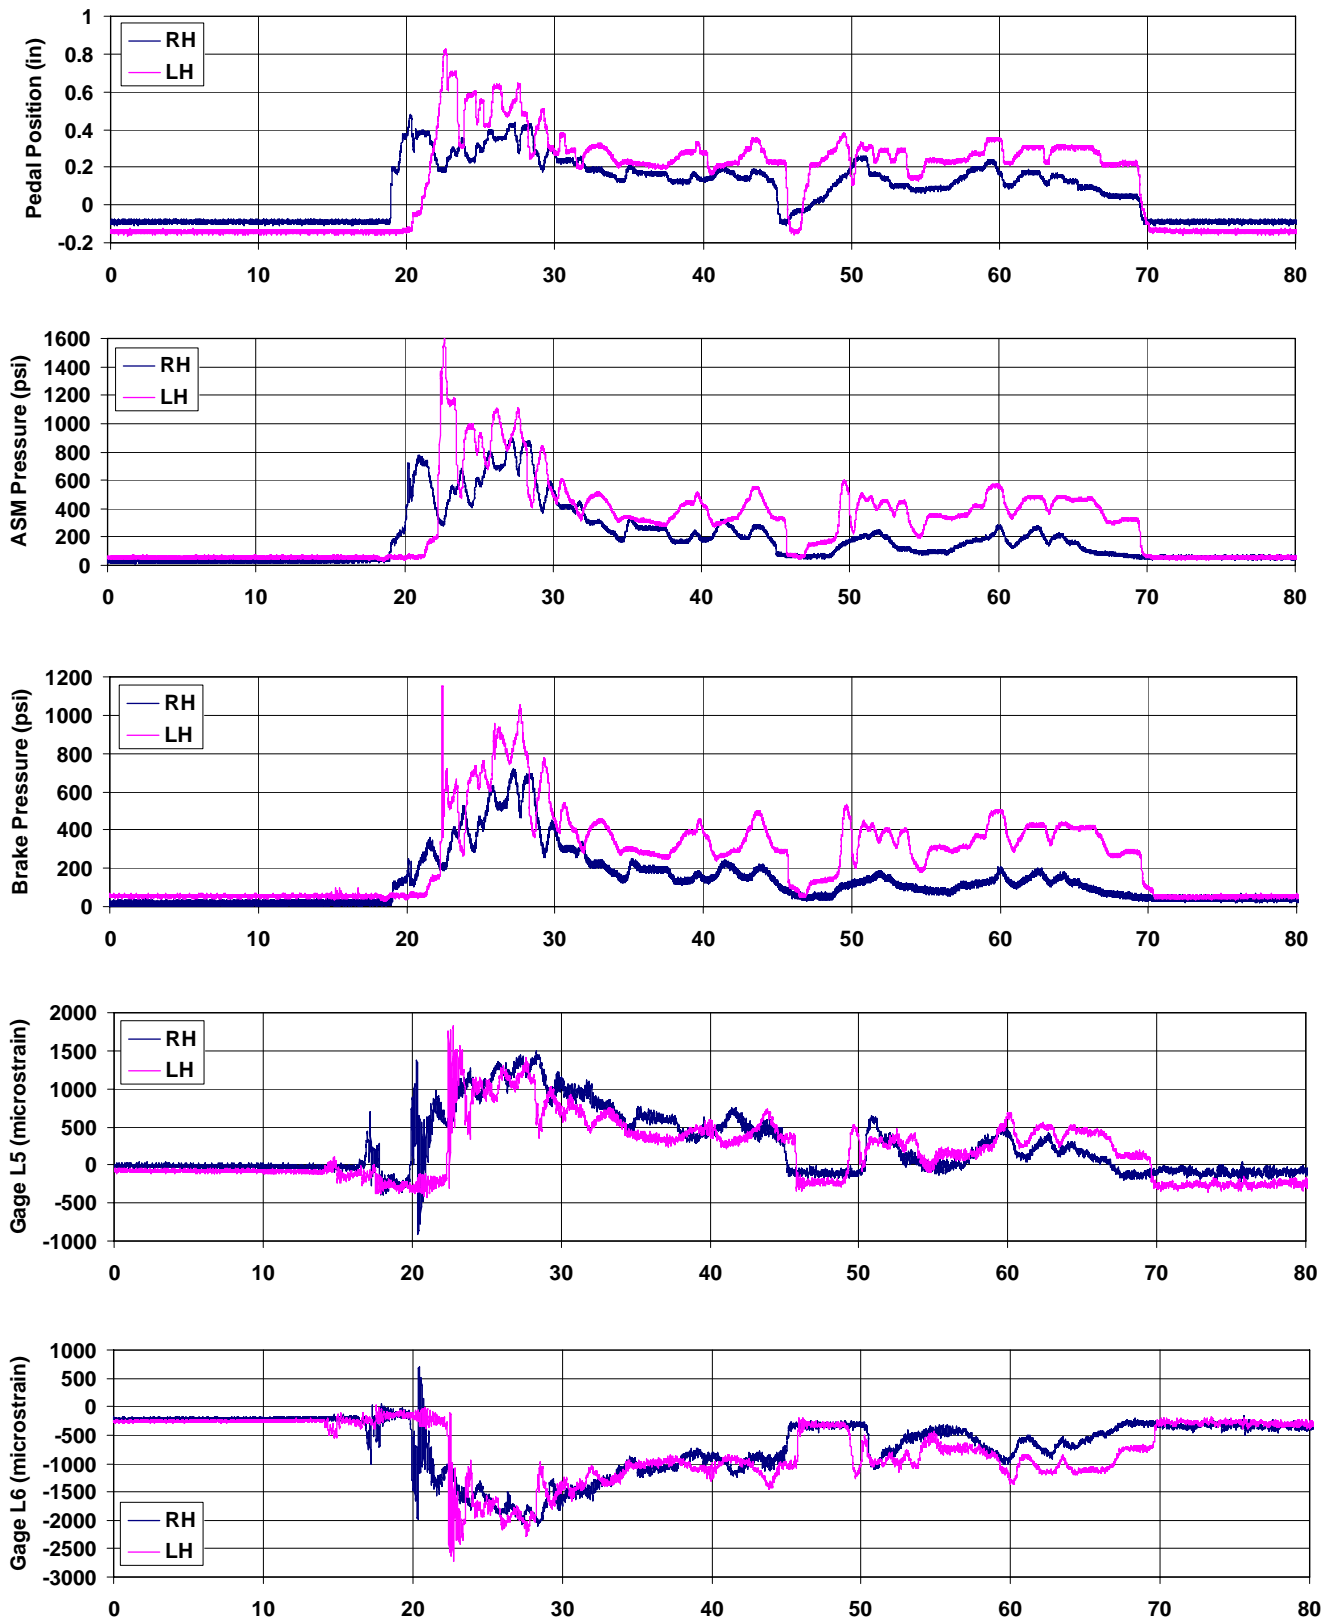 Pedal Position (in)
1
0.8
0.6
0.4
0.2
0
-0.2
RH
LH
0 10 20 30 40 50 60 70 80
ASM Pressure (psi)
1600
1400
1200
1000
800
600
400
200
0
RH
LH
0 10 20 30 40 50 60 70 80
Brake Pressure (psi)
1200
1000
800
600
400
200
0
RH
LH
0 10 20 30 40 50 60 70 80
Gage L5 (microstrain)
2000
1500
1000
500
0
-500
-1000
RH
LH
0 10 20 30 40 50 60 70 80
Gage L6 (microstrain)
1000
500
0
-500
-1000
-1500
-2000
-2500
-3000
RH
LH
0 10 20 30 40 50 60 70 80